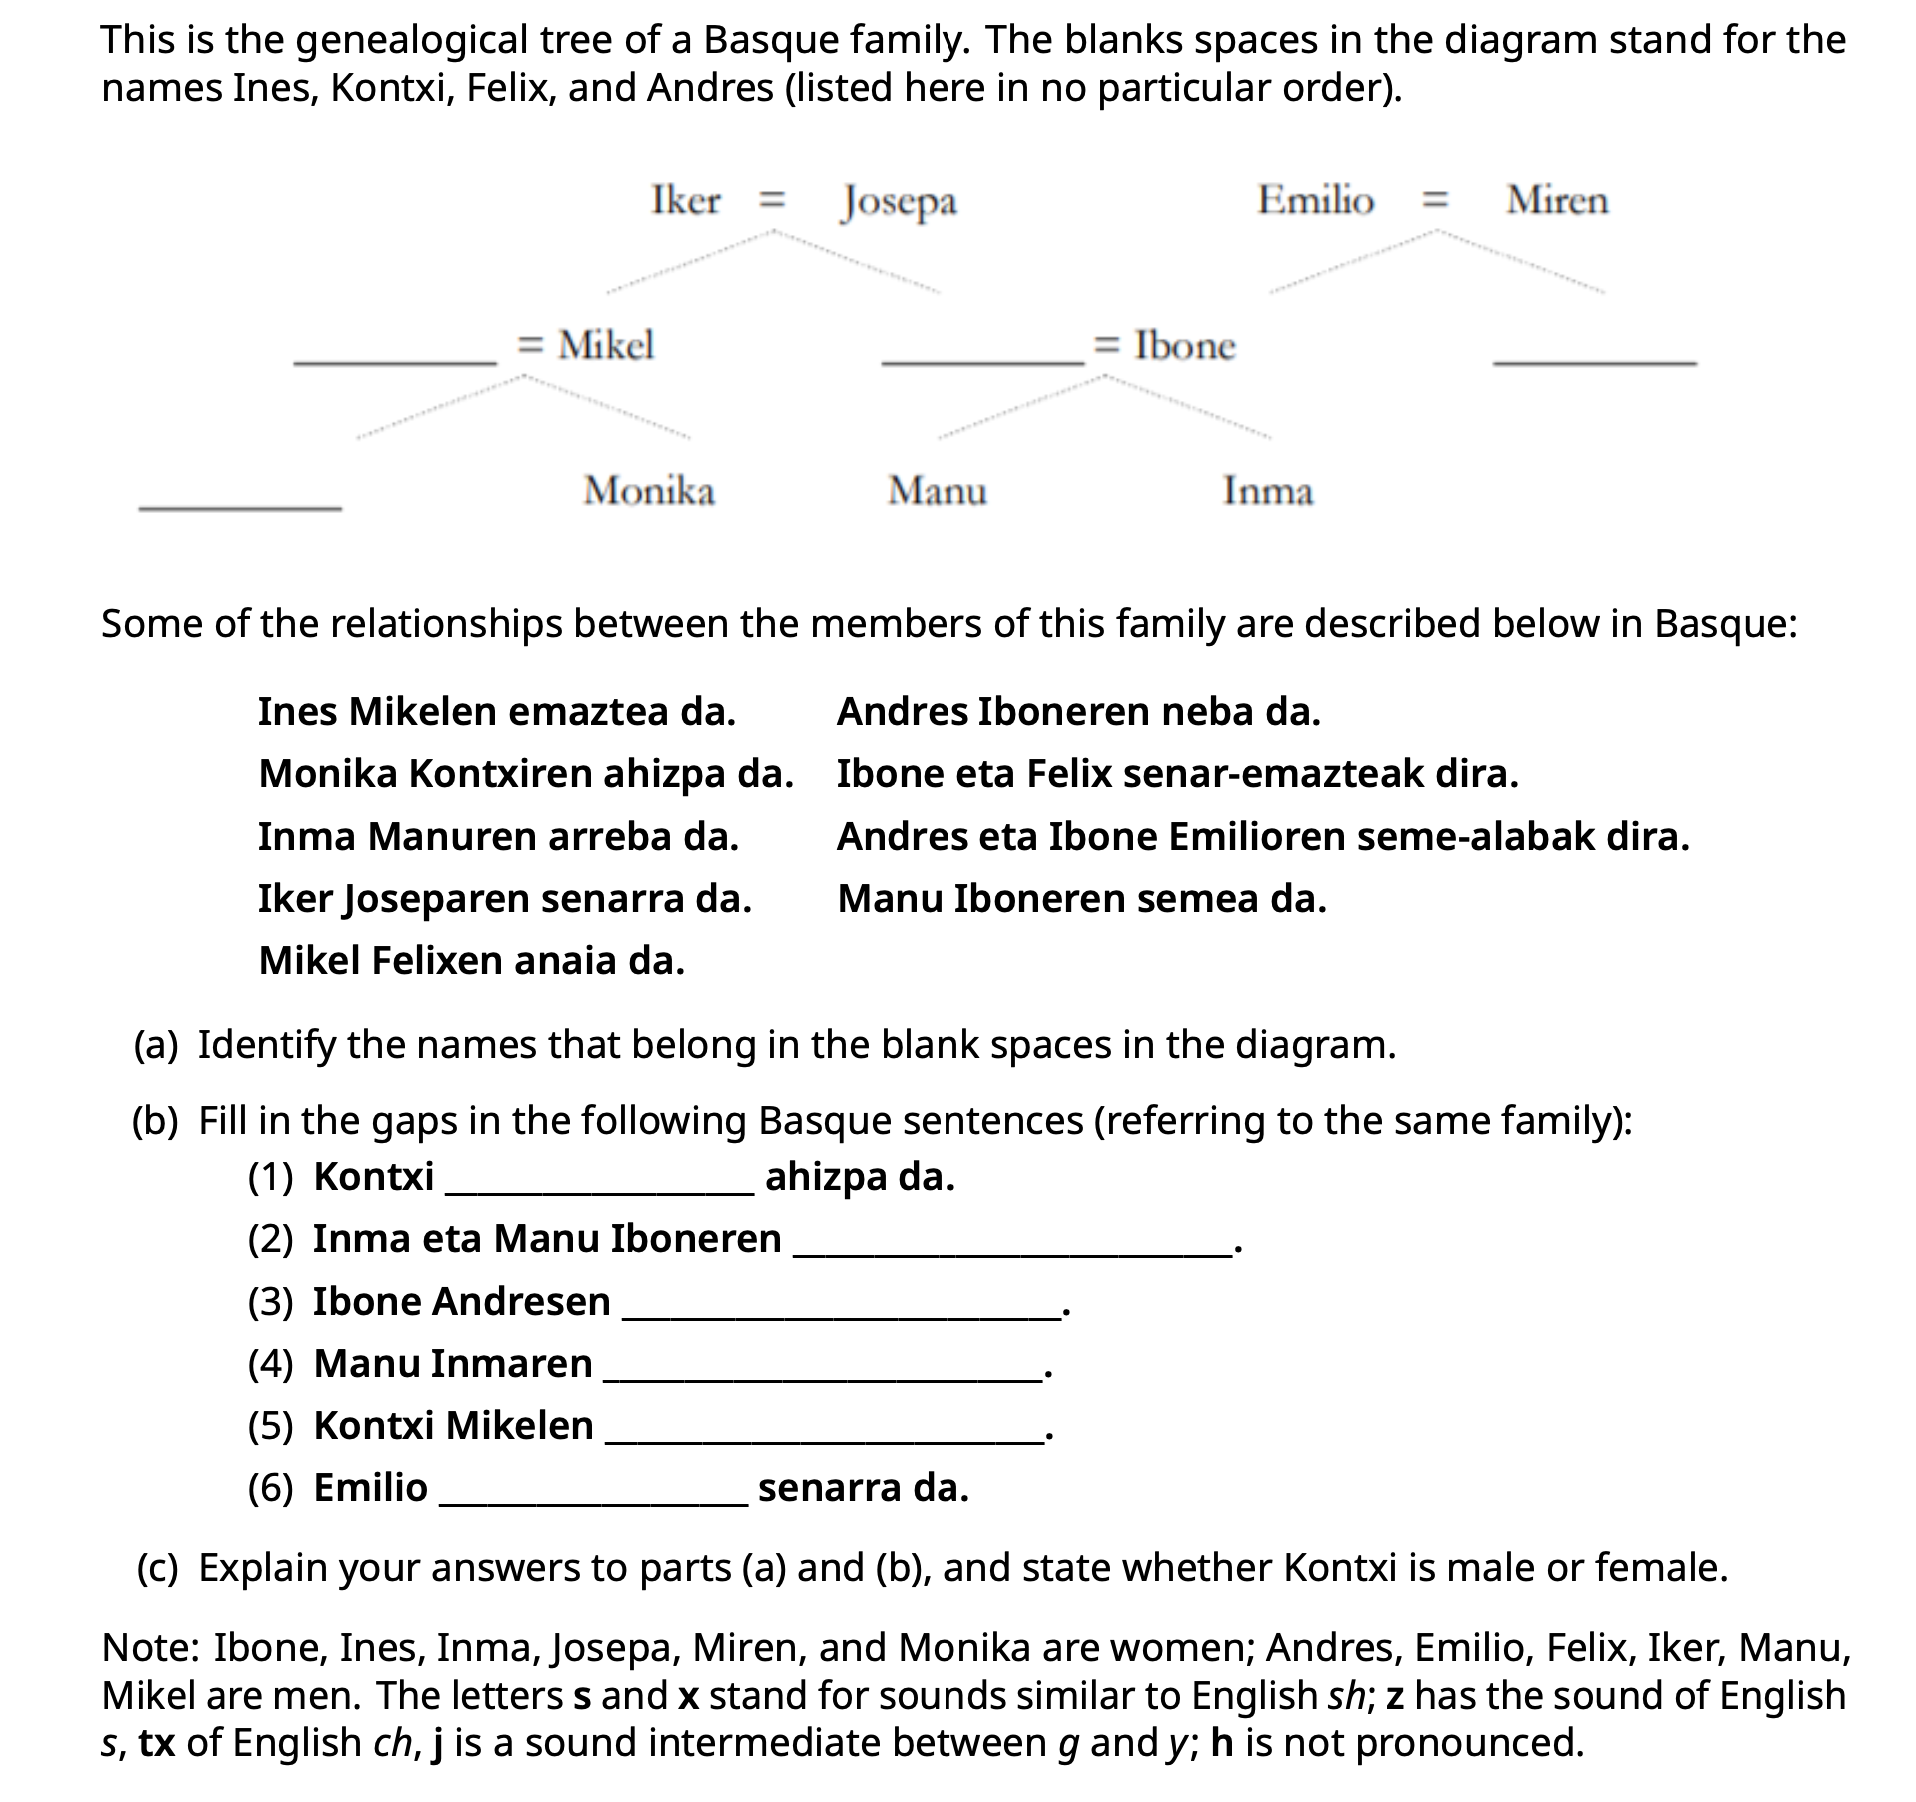 This is the genealogical tree of a Basque family. The blanks spaces in the diagram stand for the
names Ines, Kontxi, Felix, and Andres (listed here in no particular order).
Iker = Josepa Emilio = Miren
__________ = Mikel __________ = Ibone __________
__________ Monika Manu Inma
Some of the relationships between the members of this family are described below in Basque:
Ines Mikelen emaztea da. Andres Iboneren neba da.
Monika Kontxiren ahizpa da. Ibone eta Felix senar-emazteak dira.
Inma Manuren arreba da. Andres eta Ibone Emilioren seme-alabak dira.
Iker Joseparen senarra da. Manu Iboneren semea da.
Mikel Felixen anaia da.
(a) Identify the names that belong in the blank spaces in the diagram.
(b) Fill in the gaps in the following Basque sentences (referring to the same family):
(1) Kontxi ______________ ahizpa da.
(2) Inma eta Manu Iboneren ____________________.
(3) Ibone Andresen ____________________.
(4) Manu Inmaren ____________________.
(5) Kontxi Mikelen ____________________.
(6) Emilio ______________ senarra da.
(c) Explain your answers to parts (a) and (b), and state whether Kontxi is male or female.
Note: Ibone, Ines, Inma, Josepa, Miren, and Monika are women; Andres, Emilio, Felix, Iker, Manu,
Mikel are men. The letters s and x stand for sounds similar to English sh; z has the sound of English
s, tx of English ch, j is a sound intermediate between g and y; h is not pronounced.